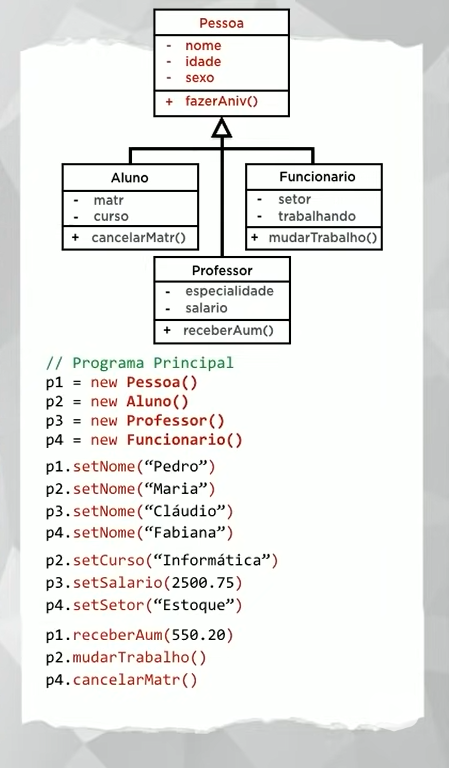 Pessoa
- nome
- idade
- sexo
+ fazerAniv()
Aluno
- matr
- curso
+ cancelarMatr()
Funcionario
- setor
- trabalhando
+ mudarTrabalho()
Professor
- especialidade
- salario
+ receberAum()
// Programa Principal
p1 = new Pessoa()
p2 = new Aluno()
p3 = new Professor()
p4 = new Funcionario()
p1.setNome(“Pedro”)
p2.setNome(“Maria”)
p3.setNome(“Cláudio”)
p4.setNome(“Fabiana”)
p2.setCurso(“Informática”)
p3.setSalario(2500.75)
p4.setSetor(“Estoque”)
p1.receberAum(550.20)
p2.mudarTrabalho()
p4.cancelarMatr()